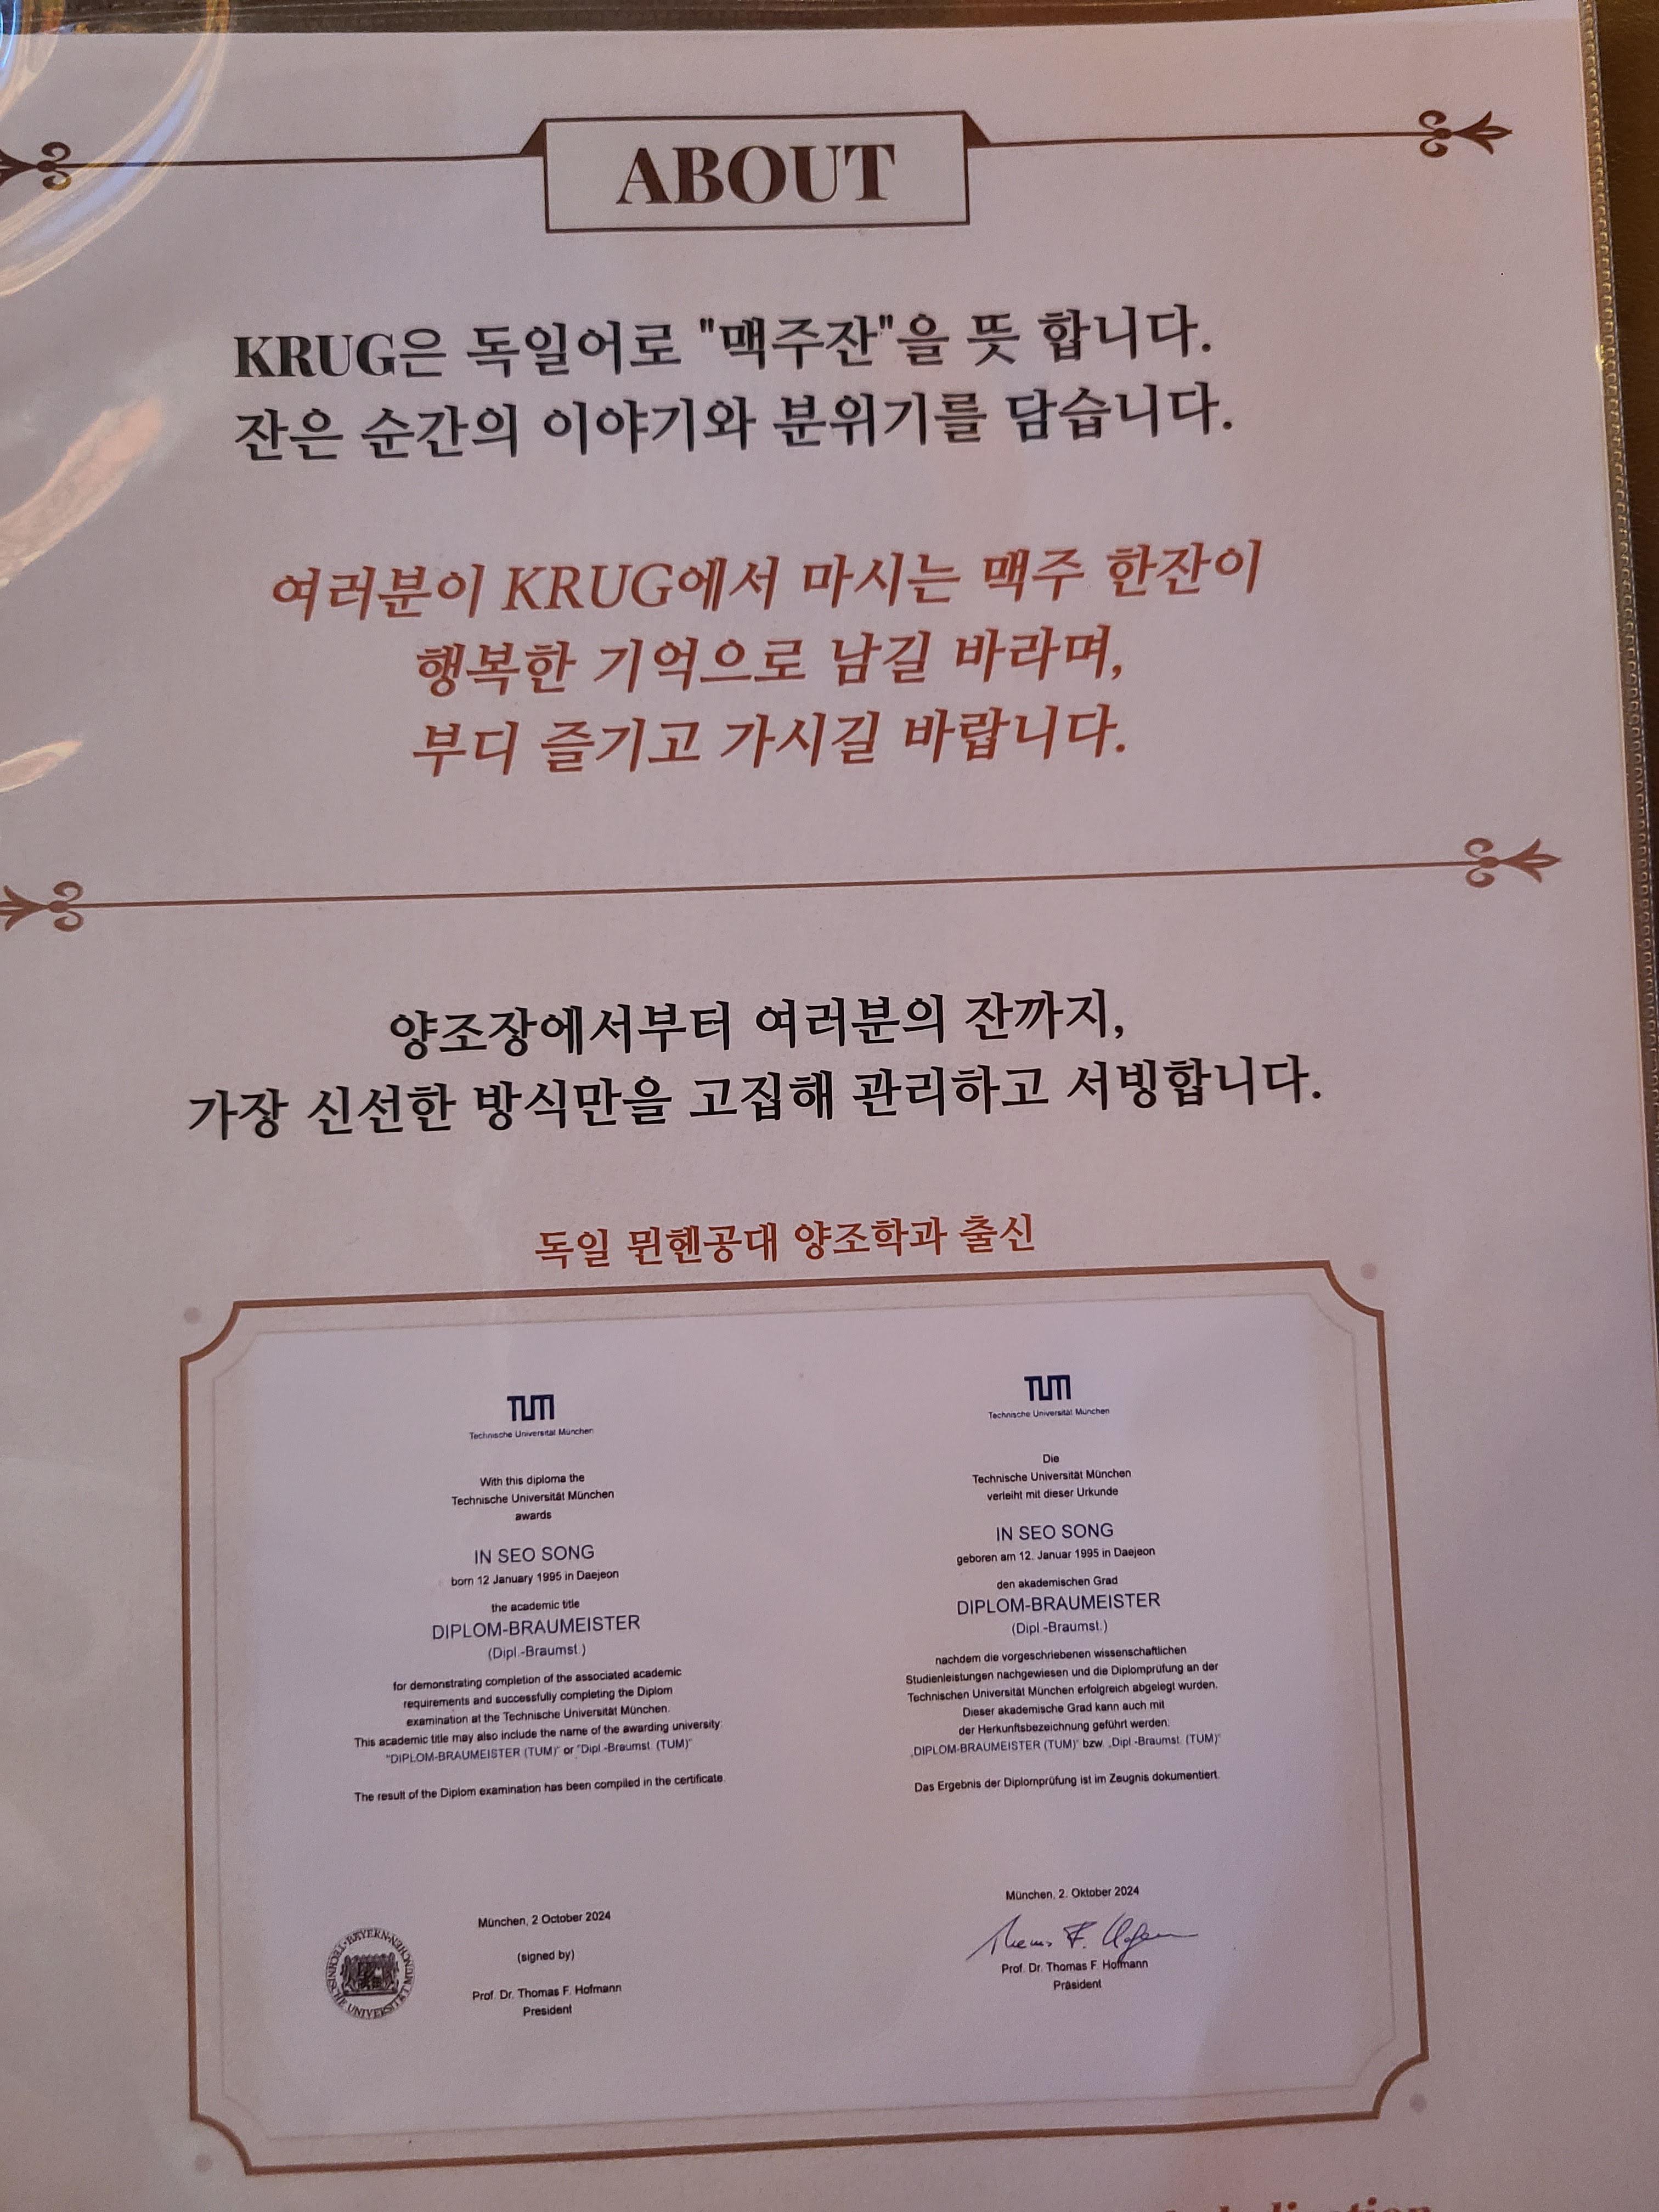 ABOUT
KRUG은 독일어로 "맥주잔"을 뜻 합니다.
잔은 순간의 이야기와 분위기를 담습니다.
여러분이 KRUG에서 마시는 맥주 한잔이
행복한 기억으로 남길 바라며,
부디 즐기고 가시길 바랍니다.
양조장에서부터 여러분의 잔까지,
가장 신선한 방식만을 고집해 관리하고 서빙합니다.
독일 뮌헨공대 양조학과 출신
TUM
Technische Universität München
With this diploma the
Technische Universität München
awards
IN SEO SONG
born 12 January 1995 in Daejeon
the academic title
DIPLOM-BRAUMEISTER
(Dipl.-Braumst.)
for demonstrating completion of the associated academic
requirements and successfully completing the Diplom
examination at the Technische Universität München.
This academic title may also include the name of the awarding university:
"DIPLOM-BRAUMEISTER (TUM)" or "Dipl.-Braumst. (TUM)"
The result of the Diplom examination has been compiled in the certificate.
München, 2 October 2024
(signed by)
Prof. Dr. Thomas F. Hofmann
President
TUM
Technische Universität München
Die
Technische Universität München
verleiht mit dieser Urkunde
IN SEO SONG
geboren am 12. Januar 1995 in Daejeon
den akademischen Grad
DIPLOM-BRAUMEISTER
(Dipl.-Braumst.)
nachdem die vorgeschriebenen wissenschaftlichen
Studienleistungen nachgewiesen und die Diplomprüfung an der
Technischen Universität München erfolgreich abgelegt wurden.
Dieser akademische Grad kann auch mit
der Herkunftsbezeichnung geführt werden:
„DIPLOM-BRAUMEISTER (TUM)" bzw. „Dipl.-Braumst. (TUM)"
Das Ergebnis der Diplomprüfung ist im Zeugnis dokumentiert.
München, 2. Oktober 2024
Prof. Dr. Thomas F. Hofmann
Präsident